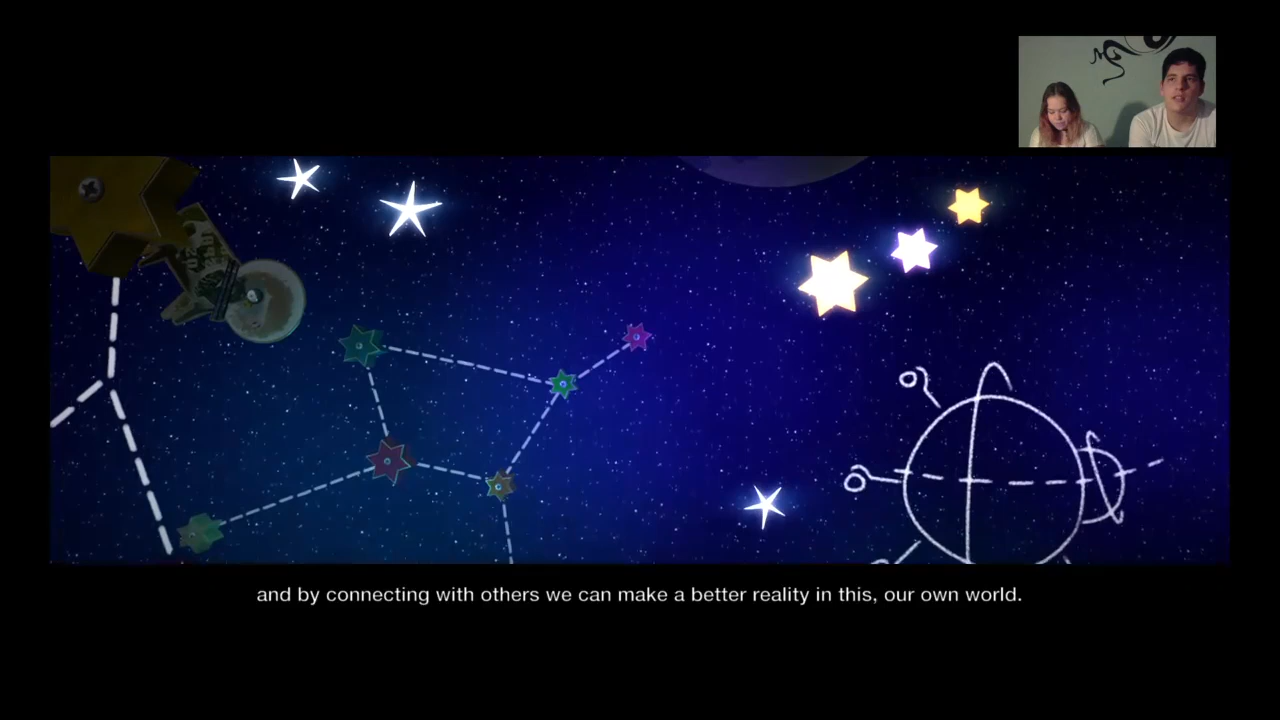 and by connecting with others we can make a better reality in this, our own world.